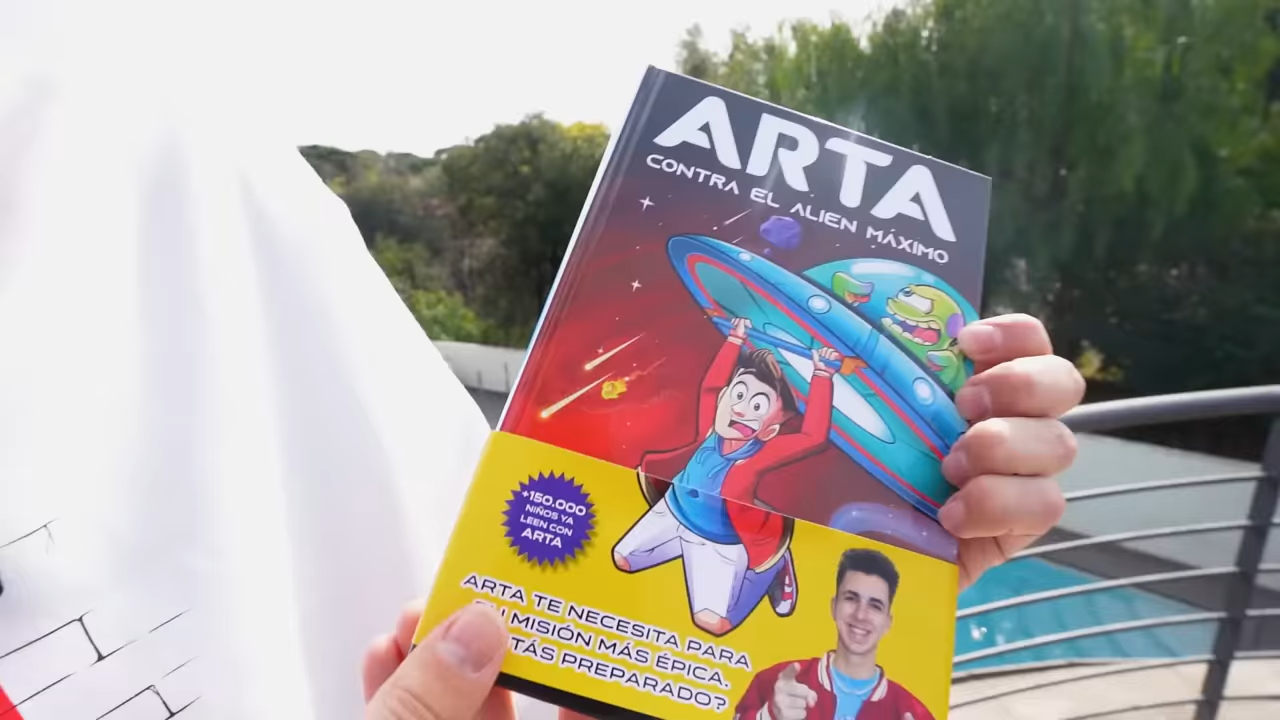 ARTA
CONTRA EL ALIEN MÁXIMO
+150.000
NIÑOS YA
LEEN CON
ARTA
ARTA TE NECESITA PARA
MISIÓN MÁS ÉPICA.
PREPARADO?